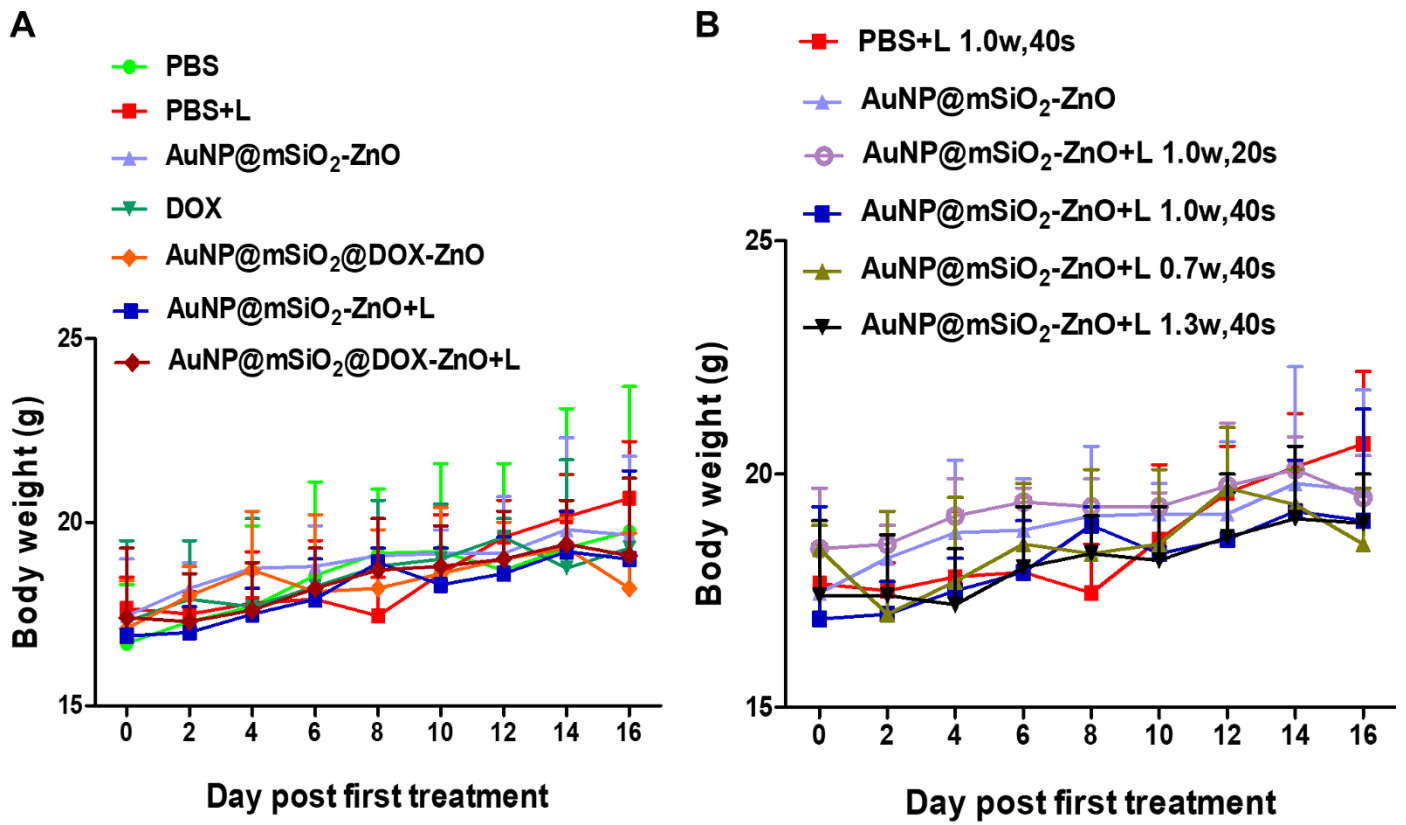 A
PBS
PBS+L
AuNP@mSiO₂-ZnO
DOX
AuNP@mSiO₂@DOX-ZnO
AuNP@mSiO₂-ZnO+L
AuNP@mSiO₂@DOX-ZnO+L
25
20
15
Body weight (g)
0 2 4 6 8 10 12 14 16
Day post first treatment
B
PBS+L 1.0w,40s
AuNP@mSiO₂-ZnO
AuNP@mSiO₂-ZnO+L 1.0w,20s
AuNP@mSiO₂-ZnO+L 1.0w,40s
AuNP@mSiO₂-ZnO+L 0.7w,40s
AuNP@mSiO₂-ZnO+L 1.3w,40s
25
20
15
Body weight (g)
0 2 4 6 8 10 12 14 16
Day post first treatment